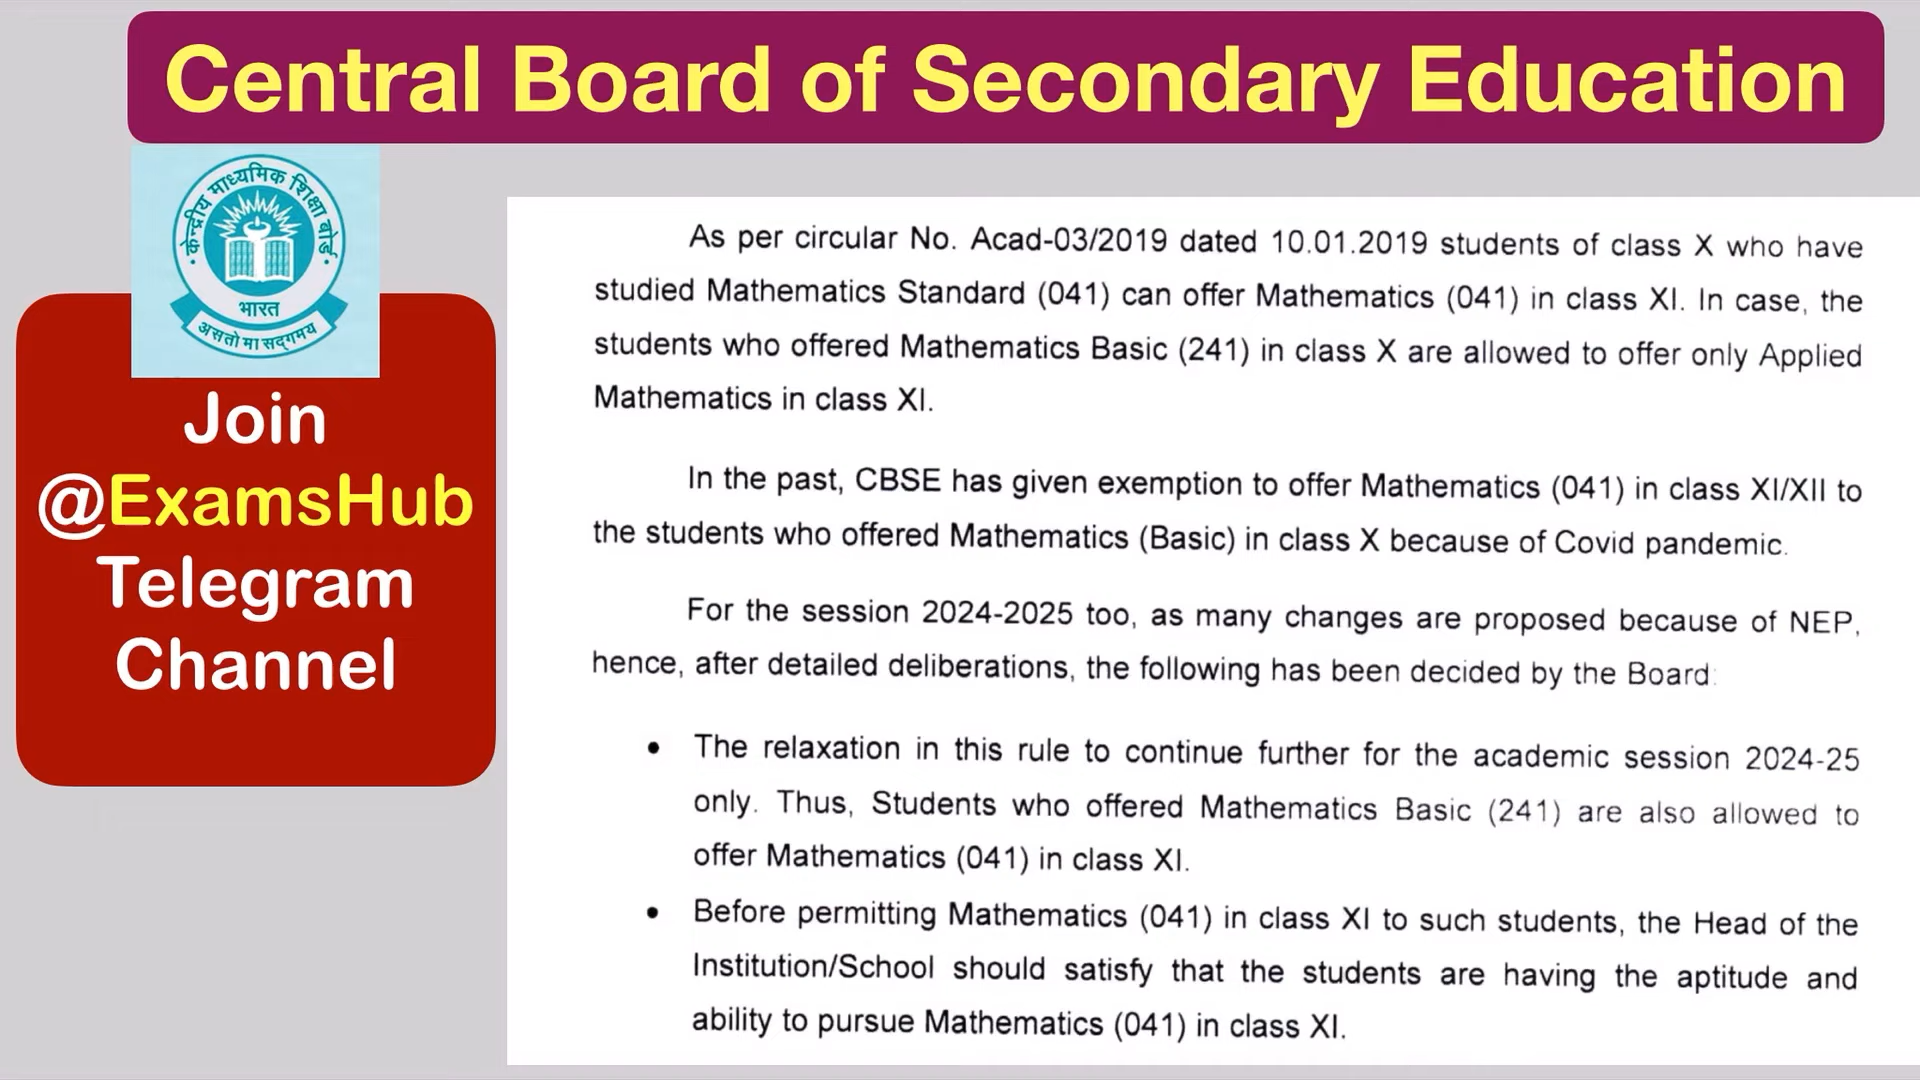 Central Board of Secondary Education
केन्द्रीय माध्यमिक शिक्षा बोर्ड
भारत
असतो मा सद्गमय
Join
@ExamsHub
Telegram
Channel
As per circular No. Acad-03/2019 dated 10.01.2019 students of class X who have
studied Mathematics Standard (041) can offer Mathematics (041) in class XI. In case, the
students who offered Mathematics Basic (241) in class X are allowed to offer only Applied
Mathematics in class XI.
In the past, CBSE has given exemption to offer Mathematics (041) in class XI/XII to
the students who offered Mathematics (Basic) in class X because of Covid pandemic.
For the session 2024-2025 too, as many changes are proposed because of NEP,
hence, after detailed deliberations, the following has been decided by the Board:
• The relaxation in this rule to continue further for the academic session 2024-25
only. Thus, Students who offered Mathematics Basic (241) are also allowed to
offer Mathematics (041) in class XI.
• Before permitting Mathematics (041) in class XI to such students, the Head of the
Institution/School should satisfy that the students are having the aptitude and
ability to pursue Mathematics (041) in class XI.